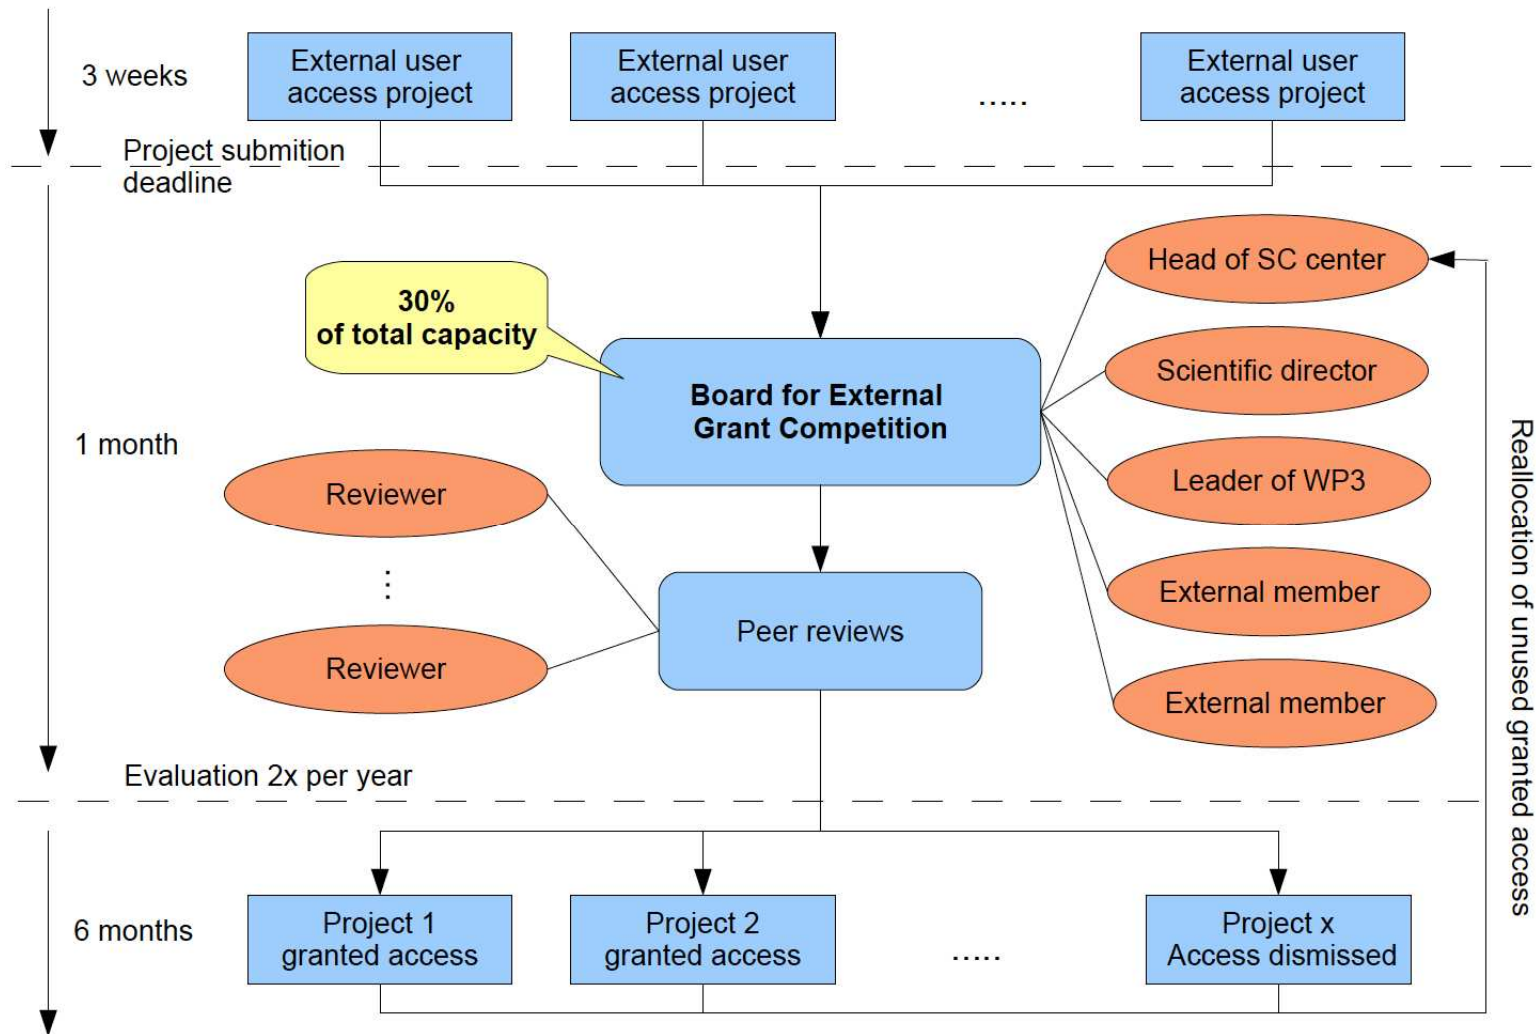 External user
access project
External user
access project
.....
External user
access project
3 weeks
Project submition
deadline
30%
of total capacity
Board for External
Grant Competition
Head of SC center
Scientific director
Leader of WP3
External member
External member
1 month
Reviewer
⋮
Reviewer
Peer reviews
Reallocation of unused granted access
Evaluation 2x per year
6 months
Project 1
granted access
Project 2
granted access
.....
Project x
Access dismissed